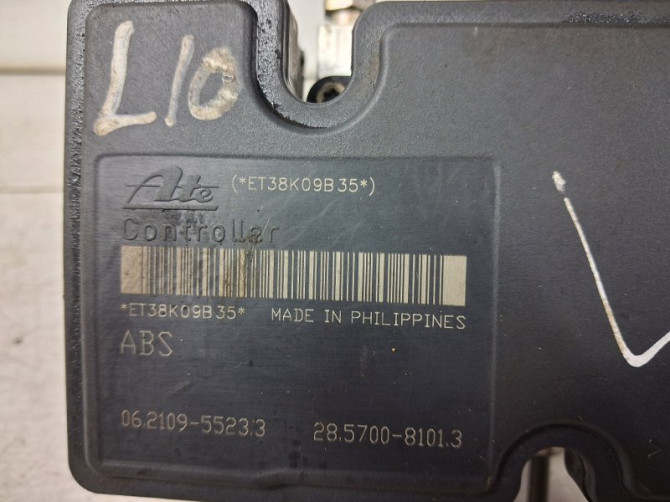 L10
Ate (*ET38K09B35*)
Controller
*ET38K09B35* MADE IN PHILIPPINES
ABS
06.2109-5523.3 28.5700-8101.3